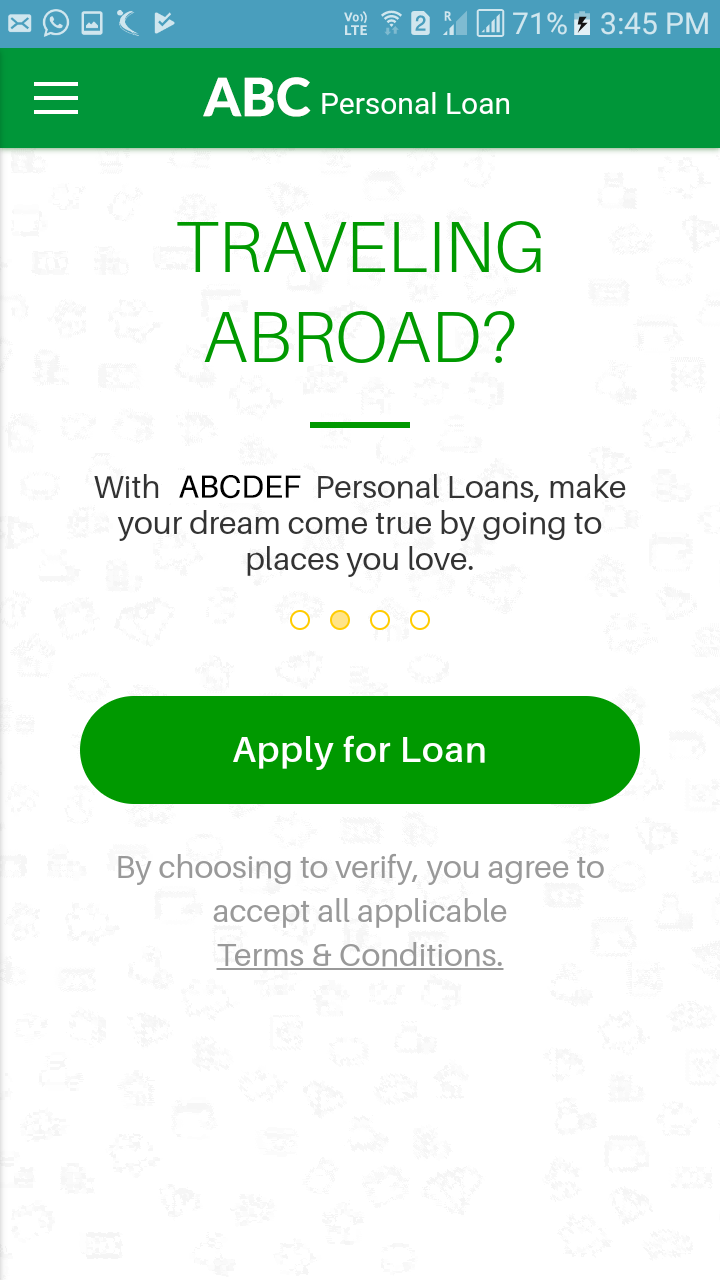 Vo)) LTE 2 R 71% 3:45 PM
ABC Personal Loan
TRAVELING
ABROAD?
With ABCDEF Personal Loans, make
your dream come true by going to
places you love.
Apply for Loan
By choosing to verify, you agree to
accept all applicable
Terms & Conditions.